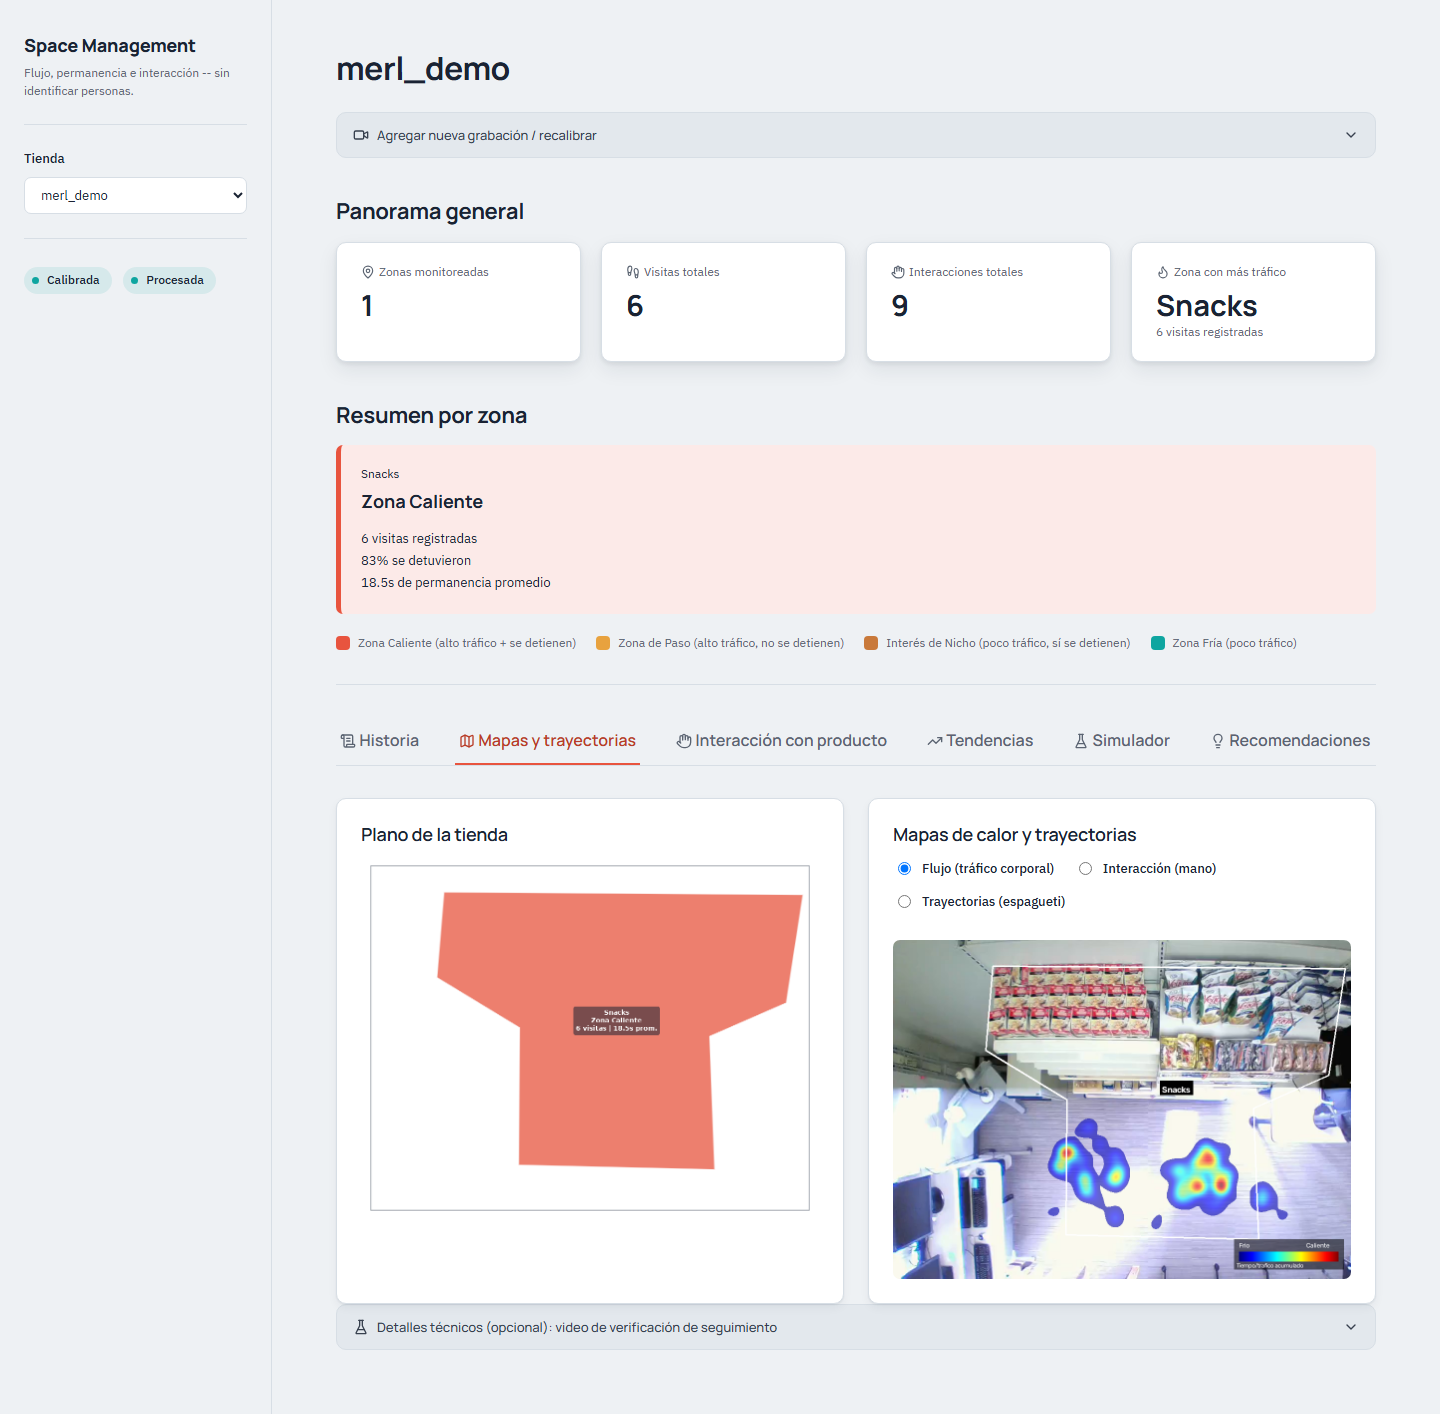 Space Management
Flujo, permanencia e interacción -- sin
identificar personas.
Tienda
merl_demo
Calibrada
Procesada
merl_demo
Agregar nueva grabación / recalibrar
Panorama general
Zonas monitoreadas
1
Visitas totales
6
Interacciones totales
9
Zona con más tráfico
Snacks
6 visitas registradas
Resumen por zona
Snacks
Zona Caliente
6 visitas registradas
83% se detuvieron
18.5s de permanencia promedio
Zona Caliente (alto tráfico + se detienen)
Zona de Paso (alto tráfico, no se detienen)
Interés de Nicho (poco tráfico, sí se detienen)
Zona Fría (poco tráfico)
Historia
Mapas y trayectorias
Interacción con producto
Tendencias
Simulador
Recomendaciones
Plano de la tienda
Snacks
Zona Caliente
6 visitas | 18.5s prom.
Mapas de calor y trayectorias
Flujo (tráfico corporal)
Interacción (mano)
Trayectorias (espagueti)
Snacks
Frio
Caliente
Tiempo/trafico acumulado
Detalles técnicos (opcional): video de verificación de seguimiento